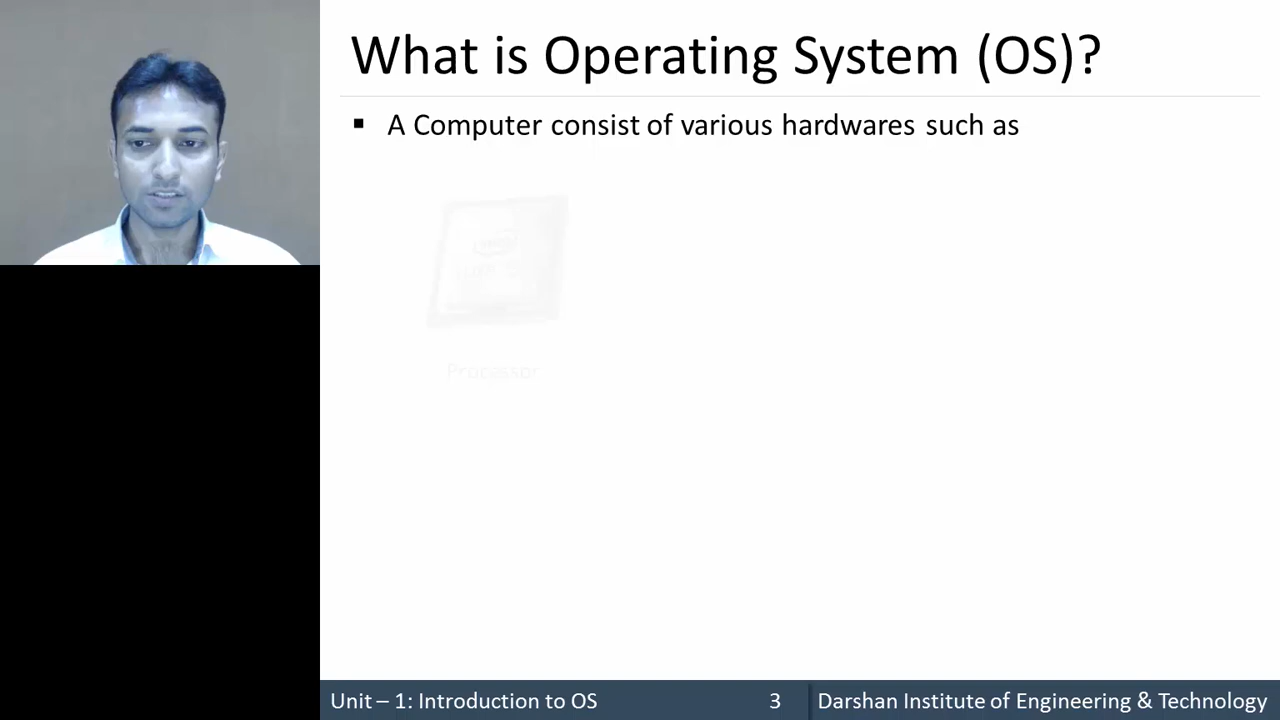 What is Operating System (OS)?
▪ A Computer consist of various hardwares such as
Processor
Unit – 1: Introduction to OS 3 Darshan Institute of Engineering & Technology